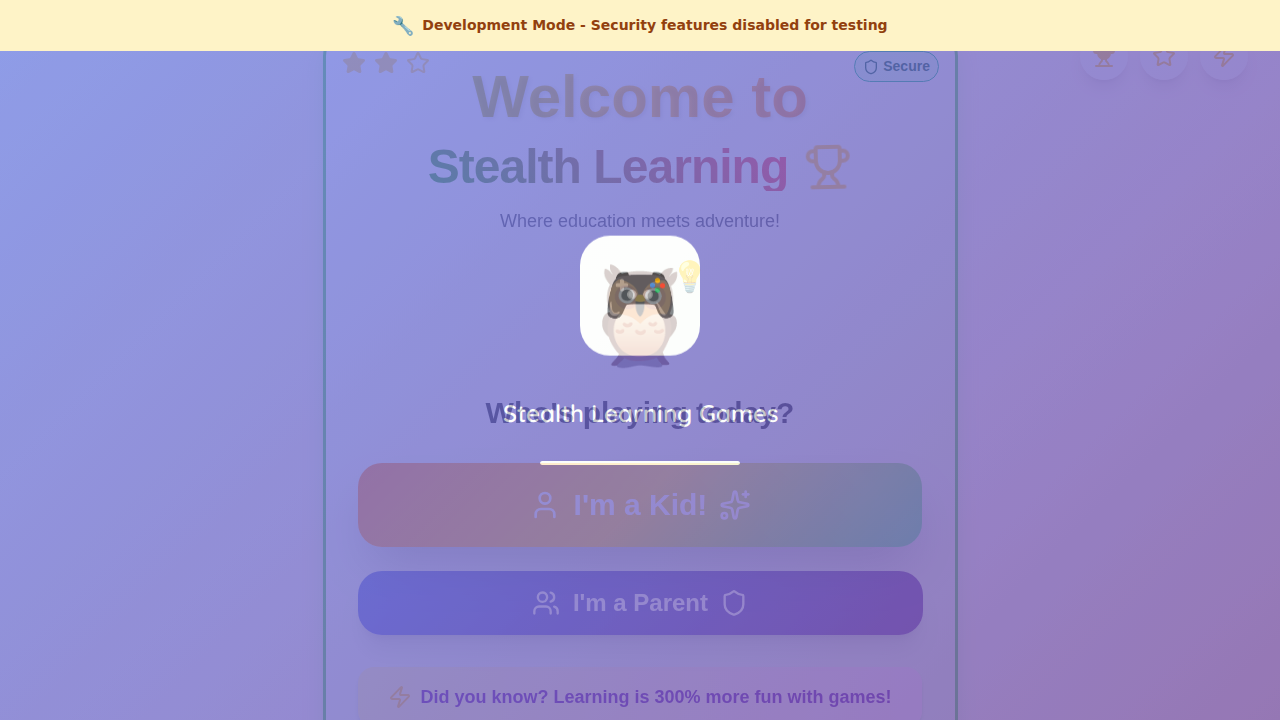 🔧 Development Mode - Security features disabled for testing
Secure
Welcome to
Stealth Learning
Where education meets adventure!
Who's playing today?
Stealth Learning Games
I'm a Kid!
I'm a Parent
Did you know? Learning is 300% more fun with games!